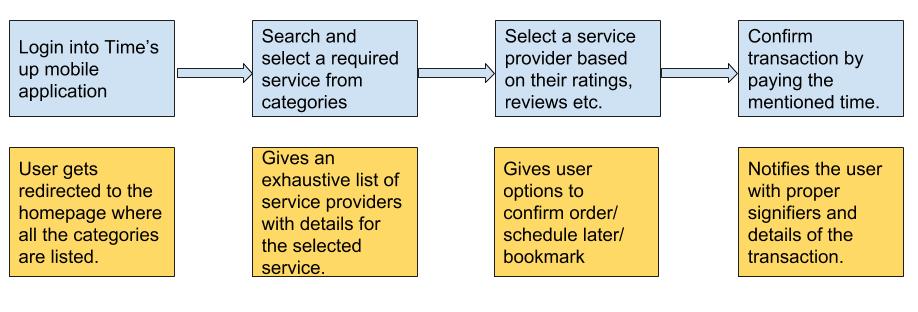 Login into Time's
up mobile
application
Search and
select a required
service from
categories
Select a service
provider based
on their ratings,
reviews etc.
Confirm
transaction by
paying the
mentioned time.
User gets
redirected to the
homepage where
all the categories
are listed.
Gives an
exhaustive list of
service providers
with details for
the selected
service.
Gives user
options to
confirm order/
schedule later/
bookmark
Notifies the user
with proper
signifiers and
details of the
transaction.